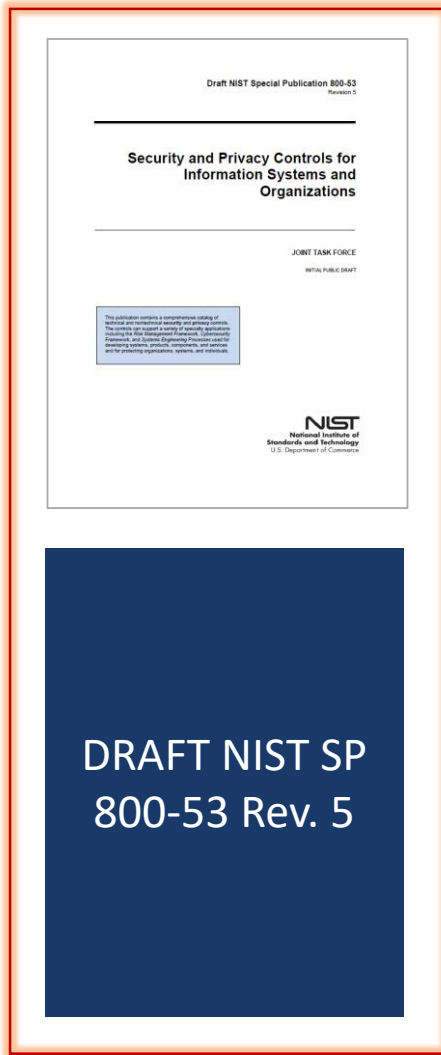 Draft NIST Special Publication 800-53
Revision 5
Security and Privacy Controls for
Information Systems and
Organizations
JOINT TASK FORCE
INITIAL PUBLIC DRAFT
This publication contains a comprehensive catalog of
technical and nontechnical security and privacy controls.
The controls can support a variety of specialty applications
including the Risk Management Framework, Cybersecurity
Framework, and Systems Engineering Processes used for
developing systems, products, components, and services
and for protecting organizations, systems, and individuals.
NIST
National Institute of
Standards and Technology
U.S. Department of Commerce
DRAFT NIST SP
800-53 Rev. 5